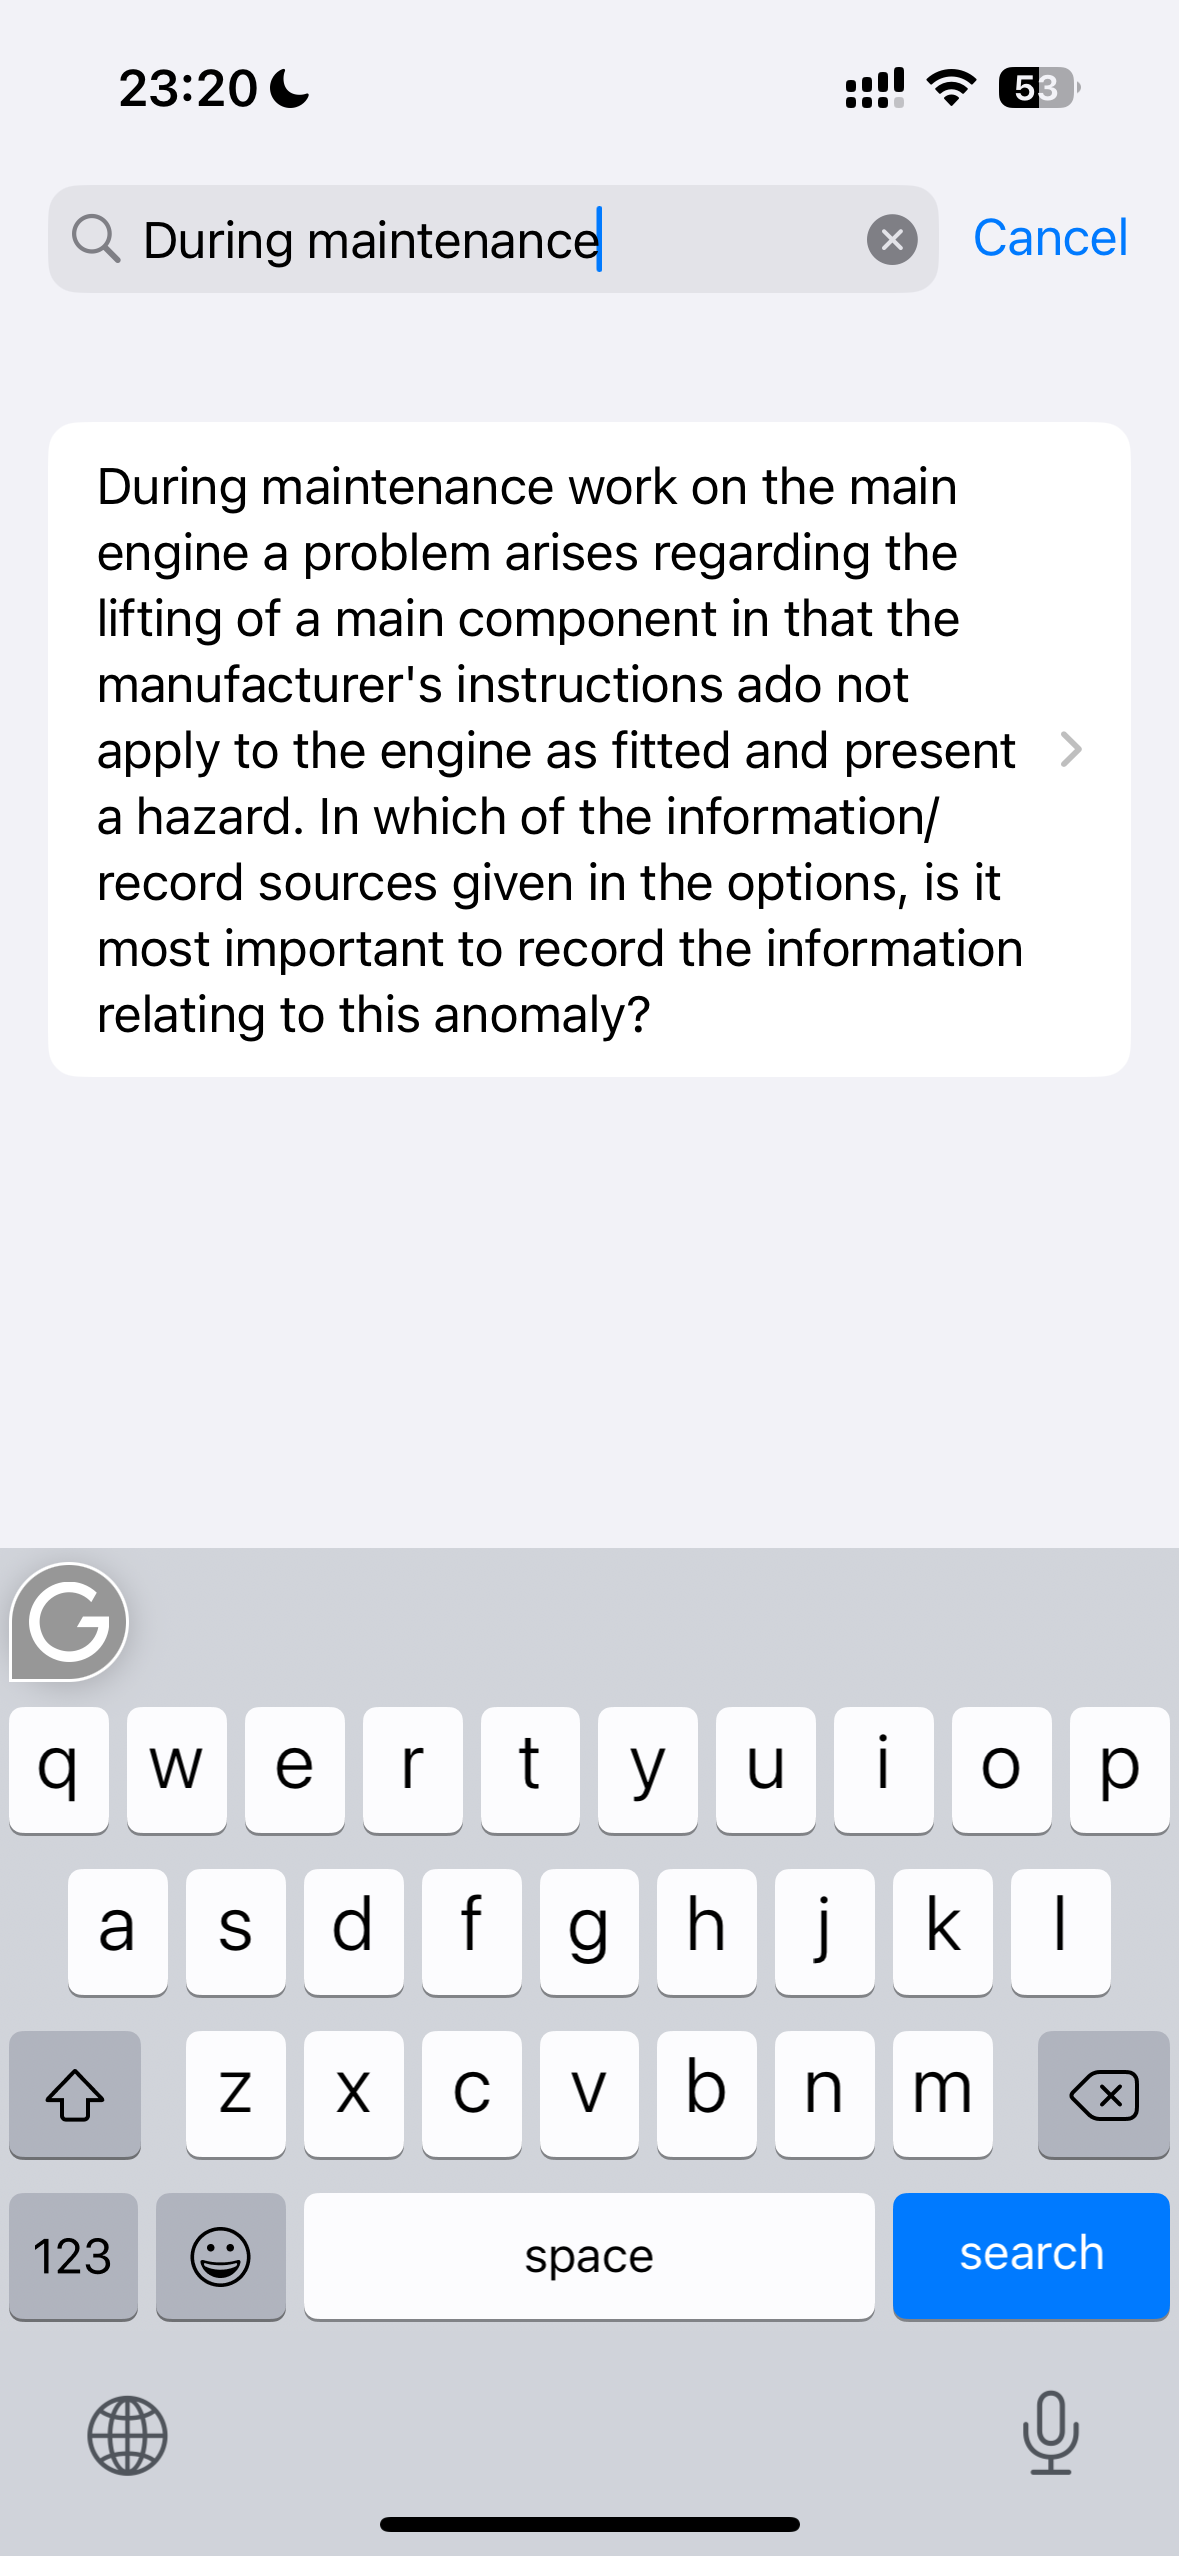 23:20
53
During maintenance
Cancel
During maintenance work on the main
engine a problem arises regarding the
lifting of a main component in that the
manufacturer's instructions ado not
apply to the engine as fitted and present
a hazard. In which of the information/
record sources given in the options, is it
most important to record the information
relating to this anomaly?
G
q w e r t y u i o p
a s d f g h j k l
z x c v b n m
123
space
search